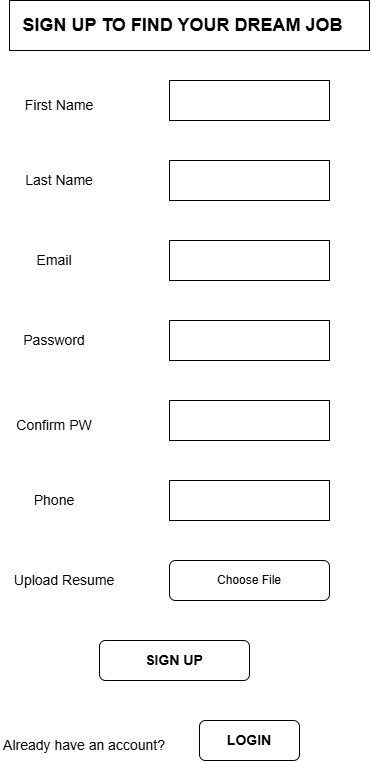 SIGN UP TO FIND YOUR DREAM JOB
First Name
Last Name
Email
Password
Confirm PW
Phone
Upload Resume Choose File
SIGN UP
Already have an account? LOGIN